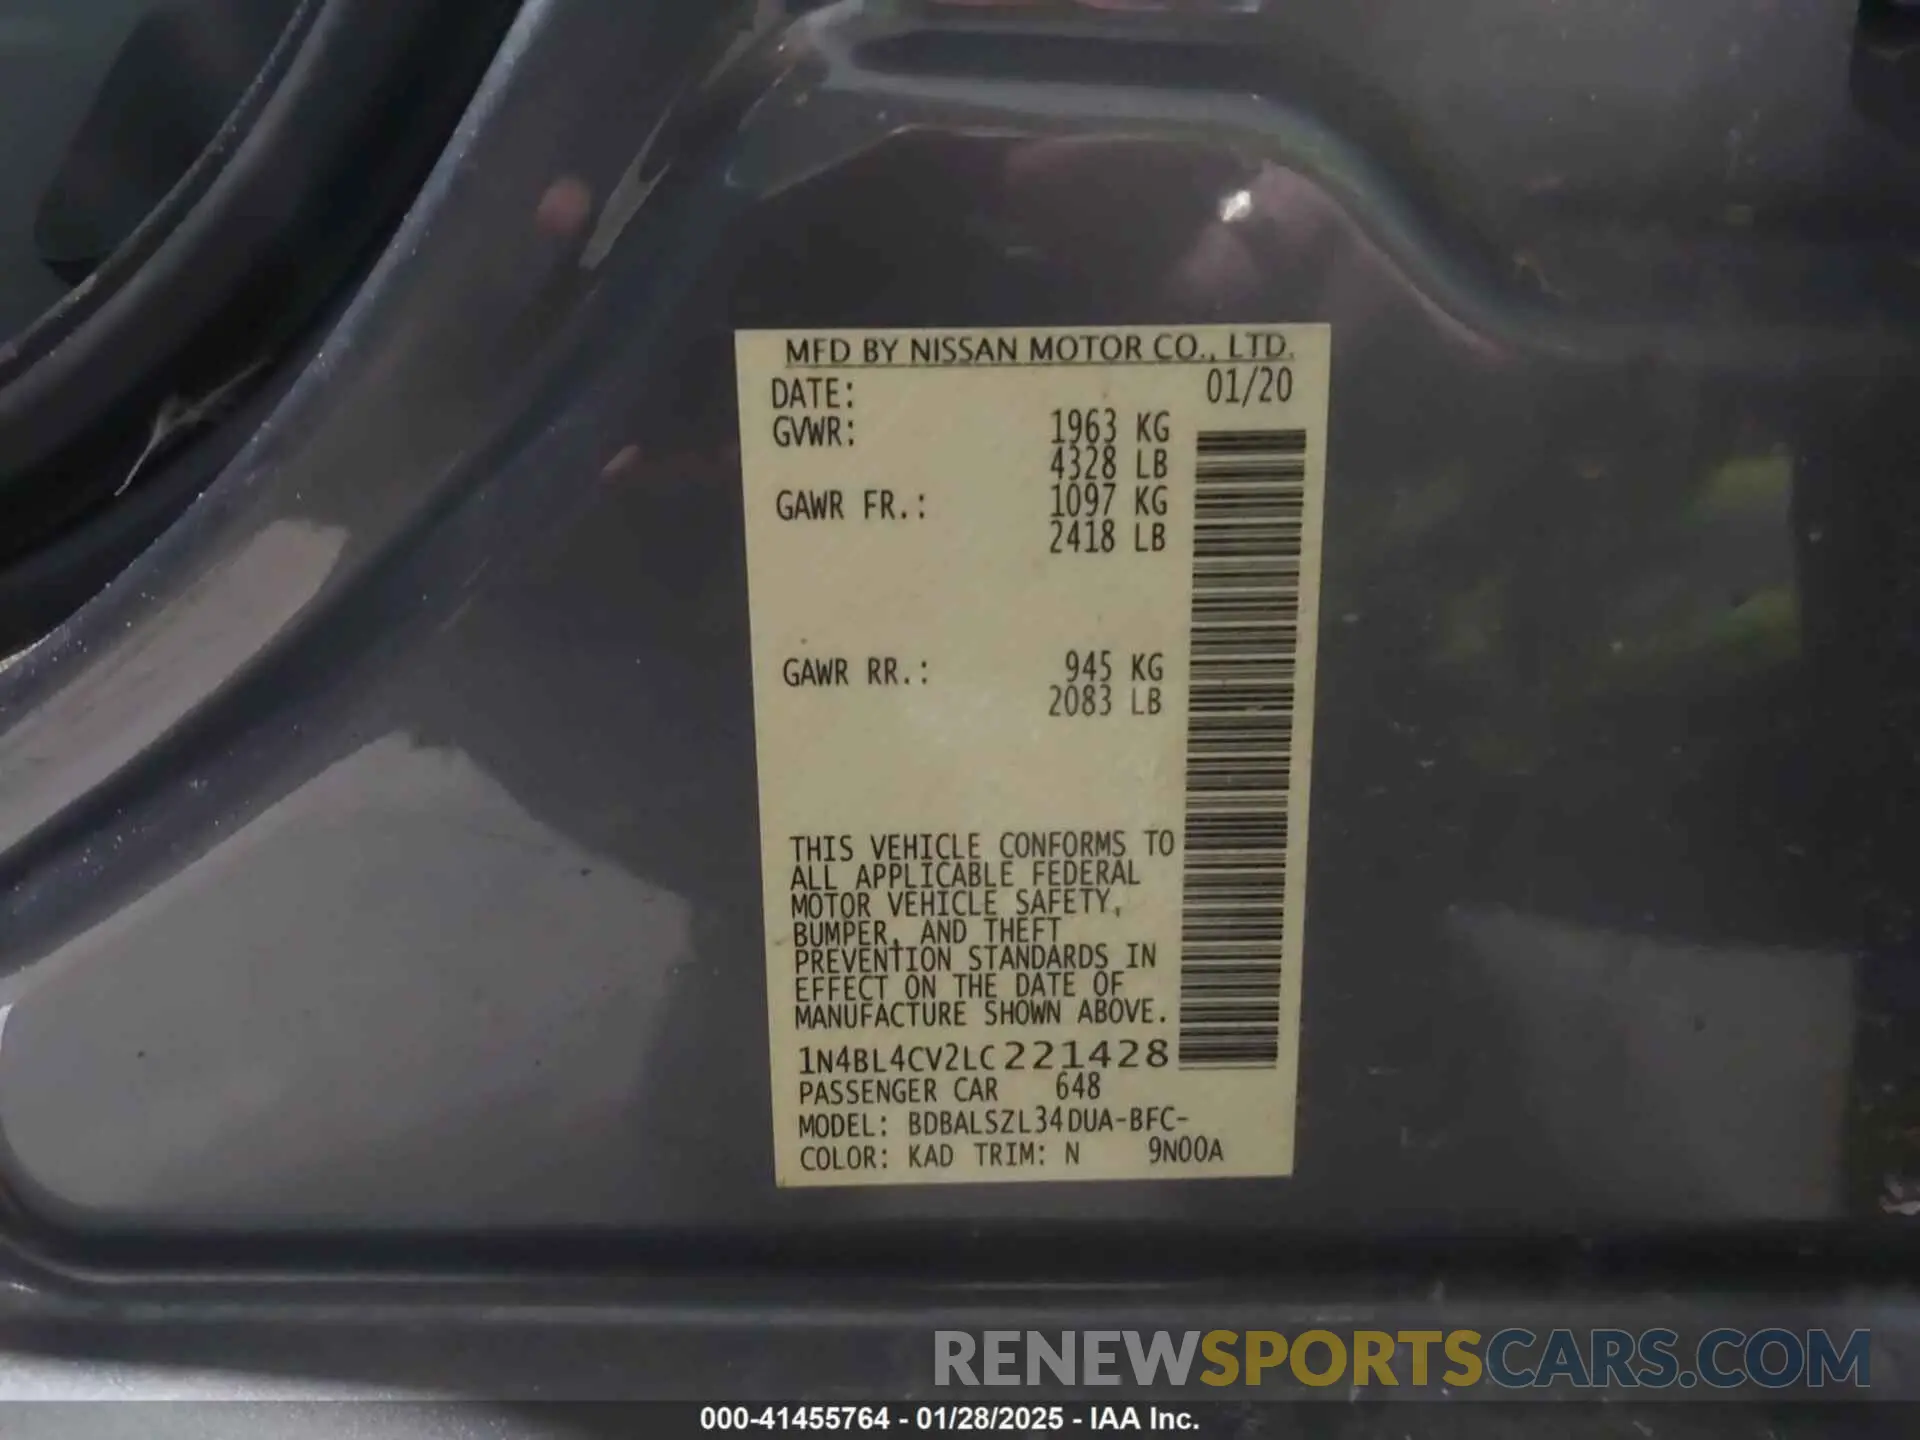 MFD BY NISSAN MOTOR CO., LTD.
DATE: 01/20
GVWR: 1963 KG
4328 LB
GAWR FR.: 1097 KG
2418 LB
GAWR RR.: 945 KG
2083 LB
THIS VEHICLE CONFORMS TO
ALL APPLICABLE FEDERAL
MOTOR VEHICLE SAFETY,
BUMPER, AND THEFT
PREVENTION STANDARDS IN
EFFECT ON THE DATE OF
MANUFACTURE SHOWN ABOVE.
1N4BL4CV2LC221428
PASSENGER CAR 648
MODEL: BDBALSZL34DUA-BFC-
COLOR: KAD TRIM: N 9N00A
RENEWSPORTSCARS.COM
000-41455764 - 01/28/2025 - IAA Inc.